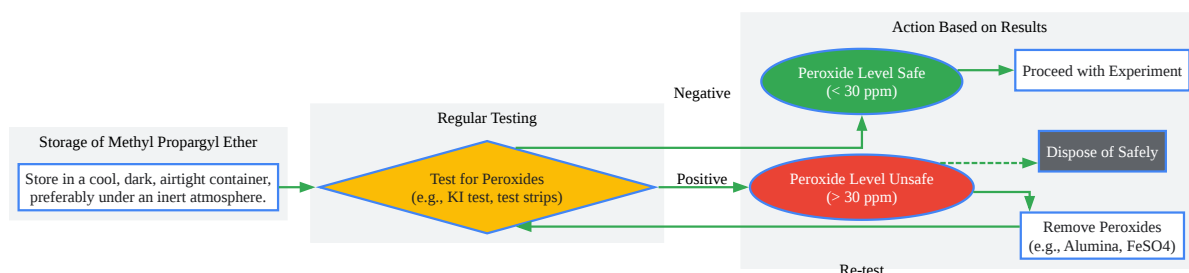 Storage of Methyl Propargyl Ether
Store in a cool, dark, airtight container,
preferably under an inert atmosphere.
Regular Testing
Test for Peroxides
(e.g., KI test, test strips)
Negative
Positive
Action Based on Results
Peroxide Level Safe
(< 30 ppm)
Proceed with Experiment
Peroxide Level Unsafe
(> 30 ppm)
Dispose of Safely
Remove Peroxides
(e.g., Alumina, FeSO4)
Re-test